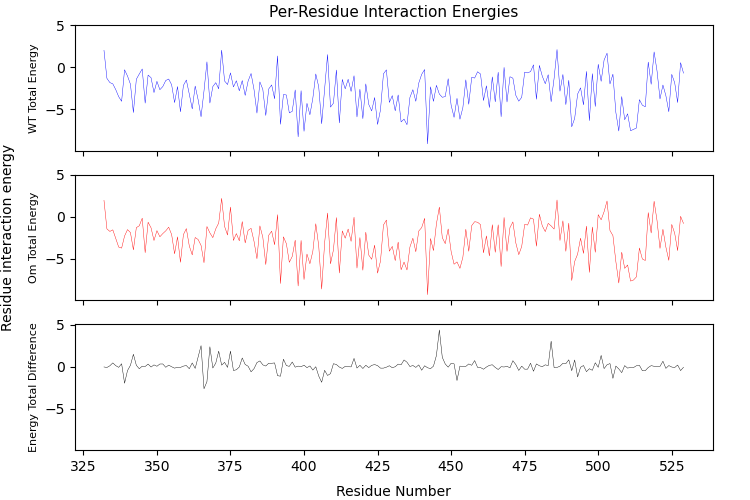 Per-Residue Interaction Energies
5
0
−5
WT Total Energy
5
0
−5
Om Total Energy
Residue interaction energy
5
0
−5
Energy Total Difference
325 350 375 400 425 450 475 500 525
Residue Number